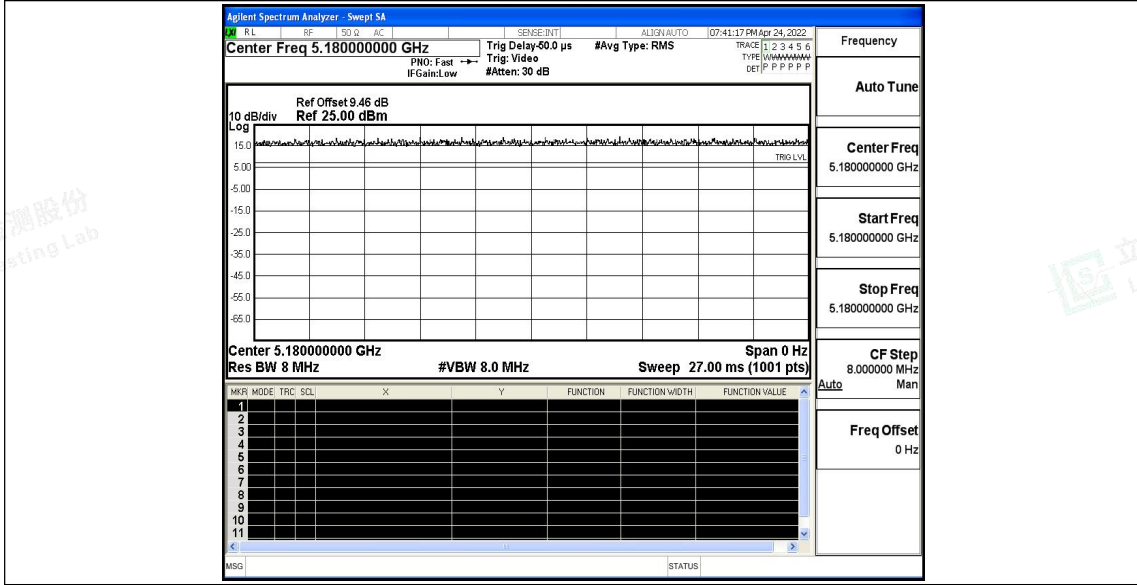 Agilent Spectrum Analyzer - Swept SA
RL RF 50 Ω AC SENSE:INT ALIGN AUTO 07:41:17 PM Apr 24, 2022
Center Freq 5.180000000 GHz
PNO: Fast
IFGain:Low
Trig Delay-50.0 µs
Trig: Video
#Atten: 30 dB
#Avg Type: RMS
TRACE 1 2 3 4 5 6
TYPE WWWWWW
DET P P P P P P
Ref Offset 9.46 dB
10 dB/div Ref 25.00 dBm
Log
15.0
TRIG LVL
5.00
-5.00
-15.0
-25.0
-35.0
-45.0
-55.0
-65.0
Center 5.180000000 GHz Span 0 Hz
Res BW 8 MHz #VBW 8.0 MHz Sweep 27.00 ms (1001 pts)
MKR MODE TRC SCL X Y FUNCTION FUNCTION WIDTH FUNCTION VALUE
1
2
3
4
5
6
7
8
9
10
11
MSG STATUS
Frequency
Auto Tune
Center Freq
5.180000000 GHz
Start Freq
5.180000000 GHz
Stop Freq
5.180000000 GHz
CF Step
8.000000 MHz
Auto Man
Freq Offset
0 Hz
测股份
sting Lab
立